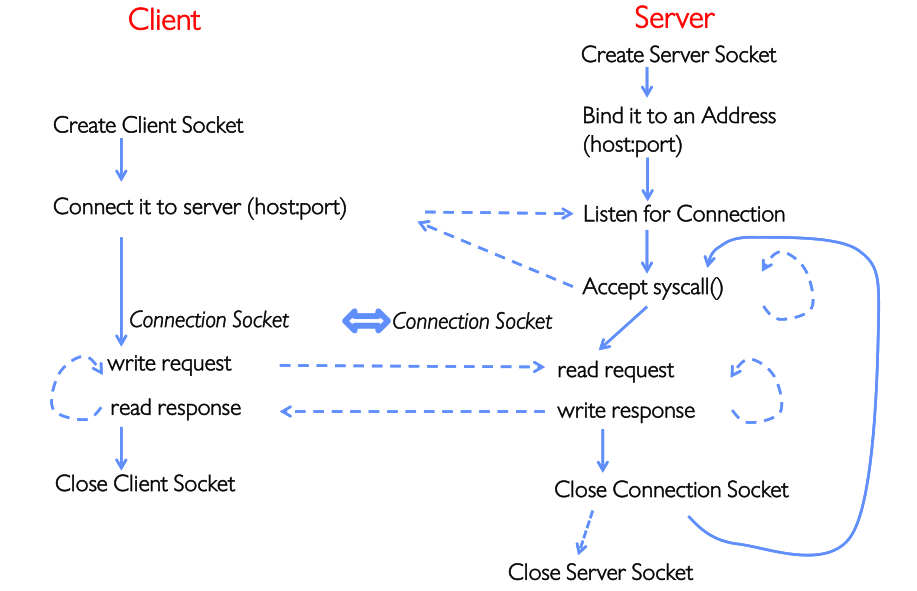 Client
Server
Create Server Socket
Create Client Socket
Bind it to an Address
(host:port)
Connect it to server (host:port)
Listen for Connection
Accept syscall()
Connection Socket
Connection Socket
write request
read request
read response
write response
Close Client Socket
Close Connection Socket
Close Server Socket